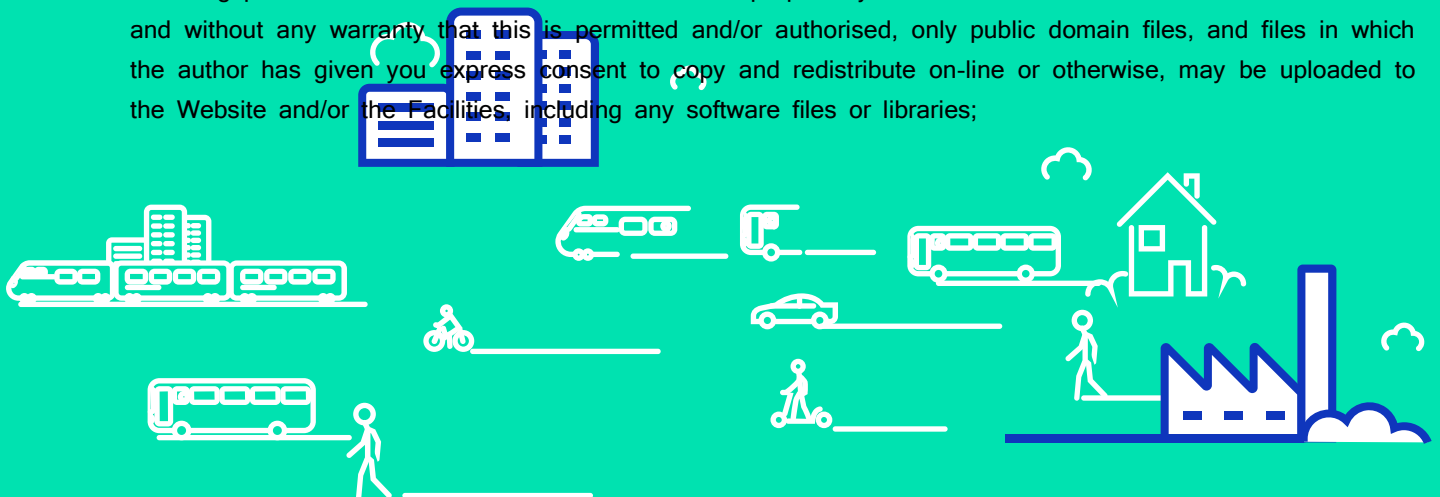 and without any warranty that this is permitted and/or authorised, only public domain files, and files in which
the author has given you express consent to copy and redistribute on-line or otherwise, may be uploaded to
the Website and/or the Facilities, including any software files or libraries;